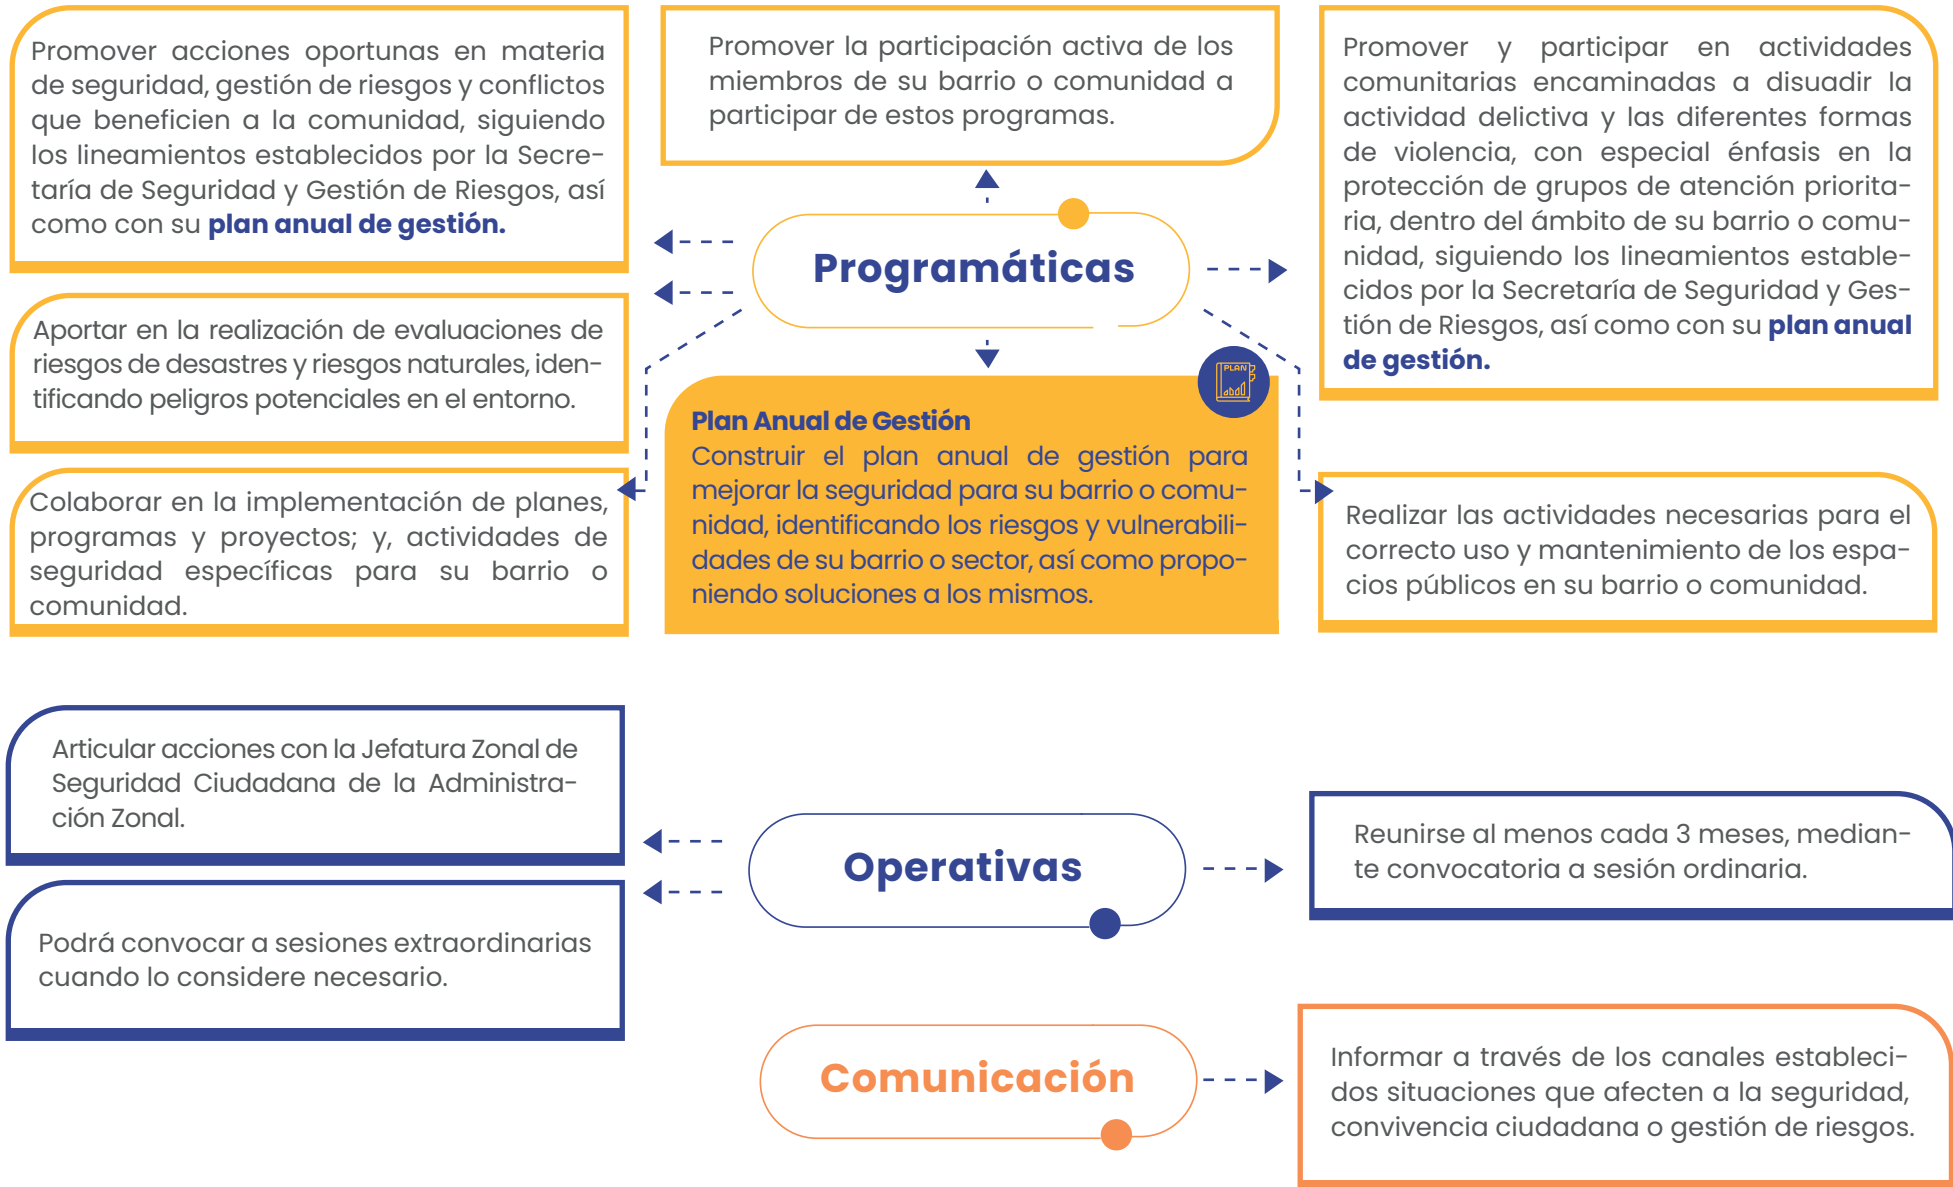 Promover acciones oportunas en materia
de seguridad, gestión de riesgos y conflictos
que beneficien a la comunidad, siguiendo
los lineamientos establecidos por la Secre-
taría de Seguridad y Gestión de Riesgos, así
como con su plan anual de gestión.
Promover la participación activa de los
miembros de su barrio o comunidad a
participar de estos programas.
Promover y participar en actividades
comunitarias encaminadas a disuadir la
actividad delictiva y las diferentes formas
de violencia, con especial énfasis en la
protección de grupos de atención priorita-
ria, dentro del ámbito de su barrio o comu-
nidad, siguiendo los lineamientos estable-
cidos por la Secretaría de Seguridad y Ges-
tión de Riesgos, así como con su plan anual
de gestión.
Programáticas
Aportar en la realización de evaluaciones de
riesgos de desastres y riesgos naturales, iden-
tificando peligros potenciales en el entorno.
PLAN
Plan Anual de Gestión
Construir el plan anual de gestión para
mejorar la seguridad para su barrio o comu-
nidad, identificando los riesgos y vulnerabili-
dades de su barrio o sector, así como propo-
niendo soluciones a los mismos.
Colaborar en la implementación de planes,
programas y proyectos; y, actividades de
seguridad específicas para su barrio o
comunidad.
Realizar las actividades necesarias para el
correcto uso y mantenimiento de los espa-
cios públicos en su barrio o comunidad.
Articular acciones con la Jefatura Zonal de
Seguridad Ciudadana de la Administra-
ción Zonal.
Operativas
Reunirse al menos cada 3 meses, median-
te convocatoria a sesión ordinaria.
Podrá convocar a sesiones extraordinarias
cuando lo considere necesario.
Comunicación
Informar a través de los canales estableci-
dos situaciones que afecten a la seguridad,
convivencia ciudadana o gestión de riesgos.